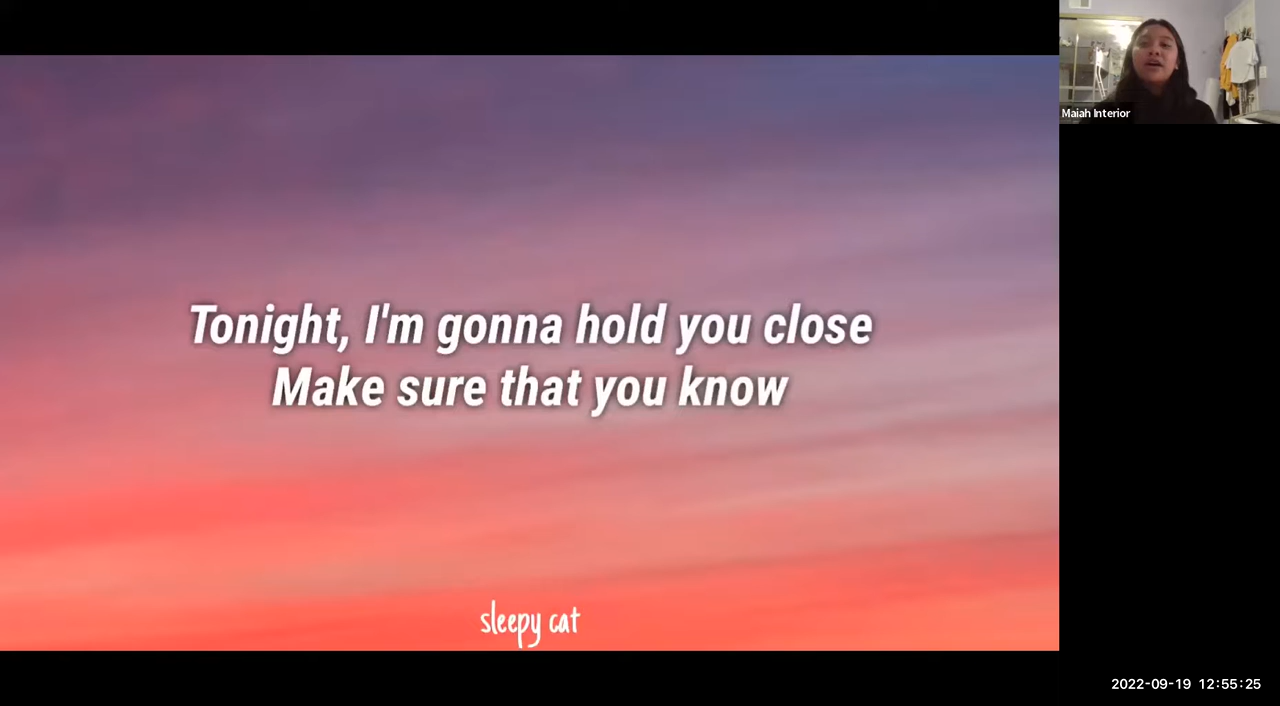 Maiah Interior
Tonight, I'm gonna hold you close
Make sure that you know
sleepy cat
2022-09-19 12:55:25